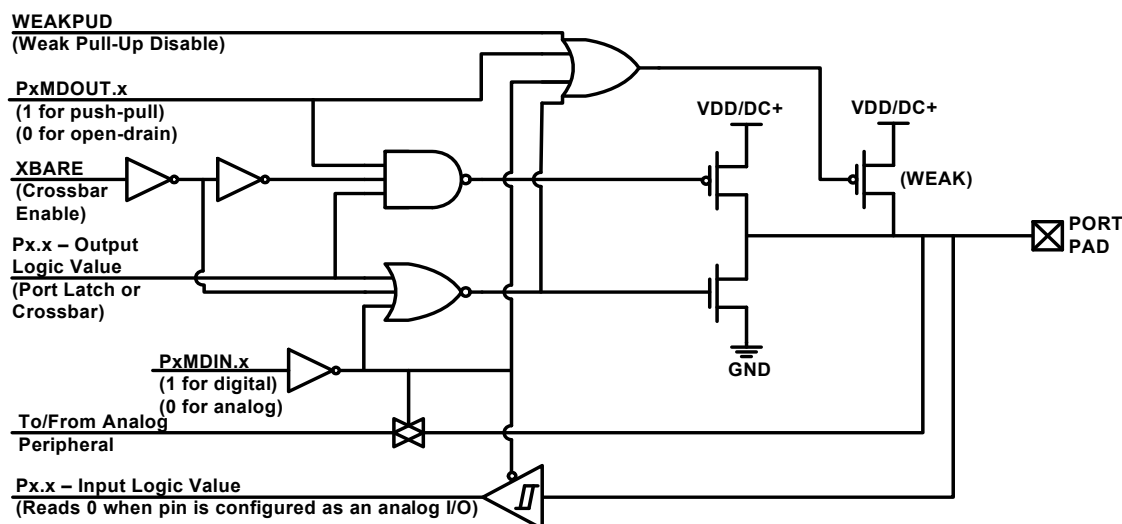 WEAKPUD
(Weak Pull-Up Disable)
PxMDOUT.x
(1 for push-pull)
(0 for open-drain)
VDD/DC+
VDD/DC+
XBARE
(Crossbar
Enable)
(WEAK)
Px.x – Output
Logic Value
(Port Latch or
Crossbar)
PORT
PAD
PxMDIN.x
(1 for digital)
(0 for analog)
GND
To/From Analog
Peripheral
Px.x – Input Logic Value
(Reads 0 when pin is configured as an analog I/O)